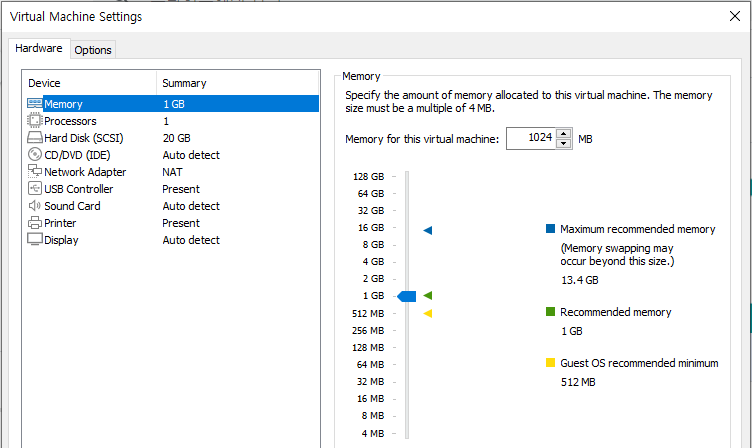 Virtual Machine Settings
Hardware
Options
Device Summary
Memory 1 GB
Processors 1
Hard Disk (SCSI) 20 GB
CD/DVD (IDE) Auto detect
Network Adapter NAT
USB Controller Present
Sound Card Auto detect
Printer Present
Display Auto detect
Memory
Specify the amount of memory allocated to this virtual machine. The memory
size must be a multiple of 4 MB.
Memory for this virtual machine: 1024 MB
128 GB
64 GB
32 GB
16 GB
8 GB
4 GB
2 GB
1 GB
512 MB
256 MB
128 MB
64 MB
32 MB
16 MB
8 MB
4 MB
Maximum recommended memory
(Memory swapping may
occur beyond this size.)
13.4 GB
Recommended memory
1 GB
Guest OS recommended minimum
512 MB